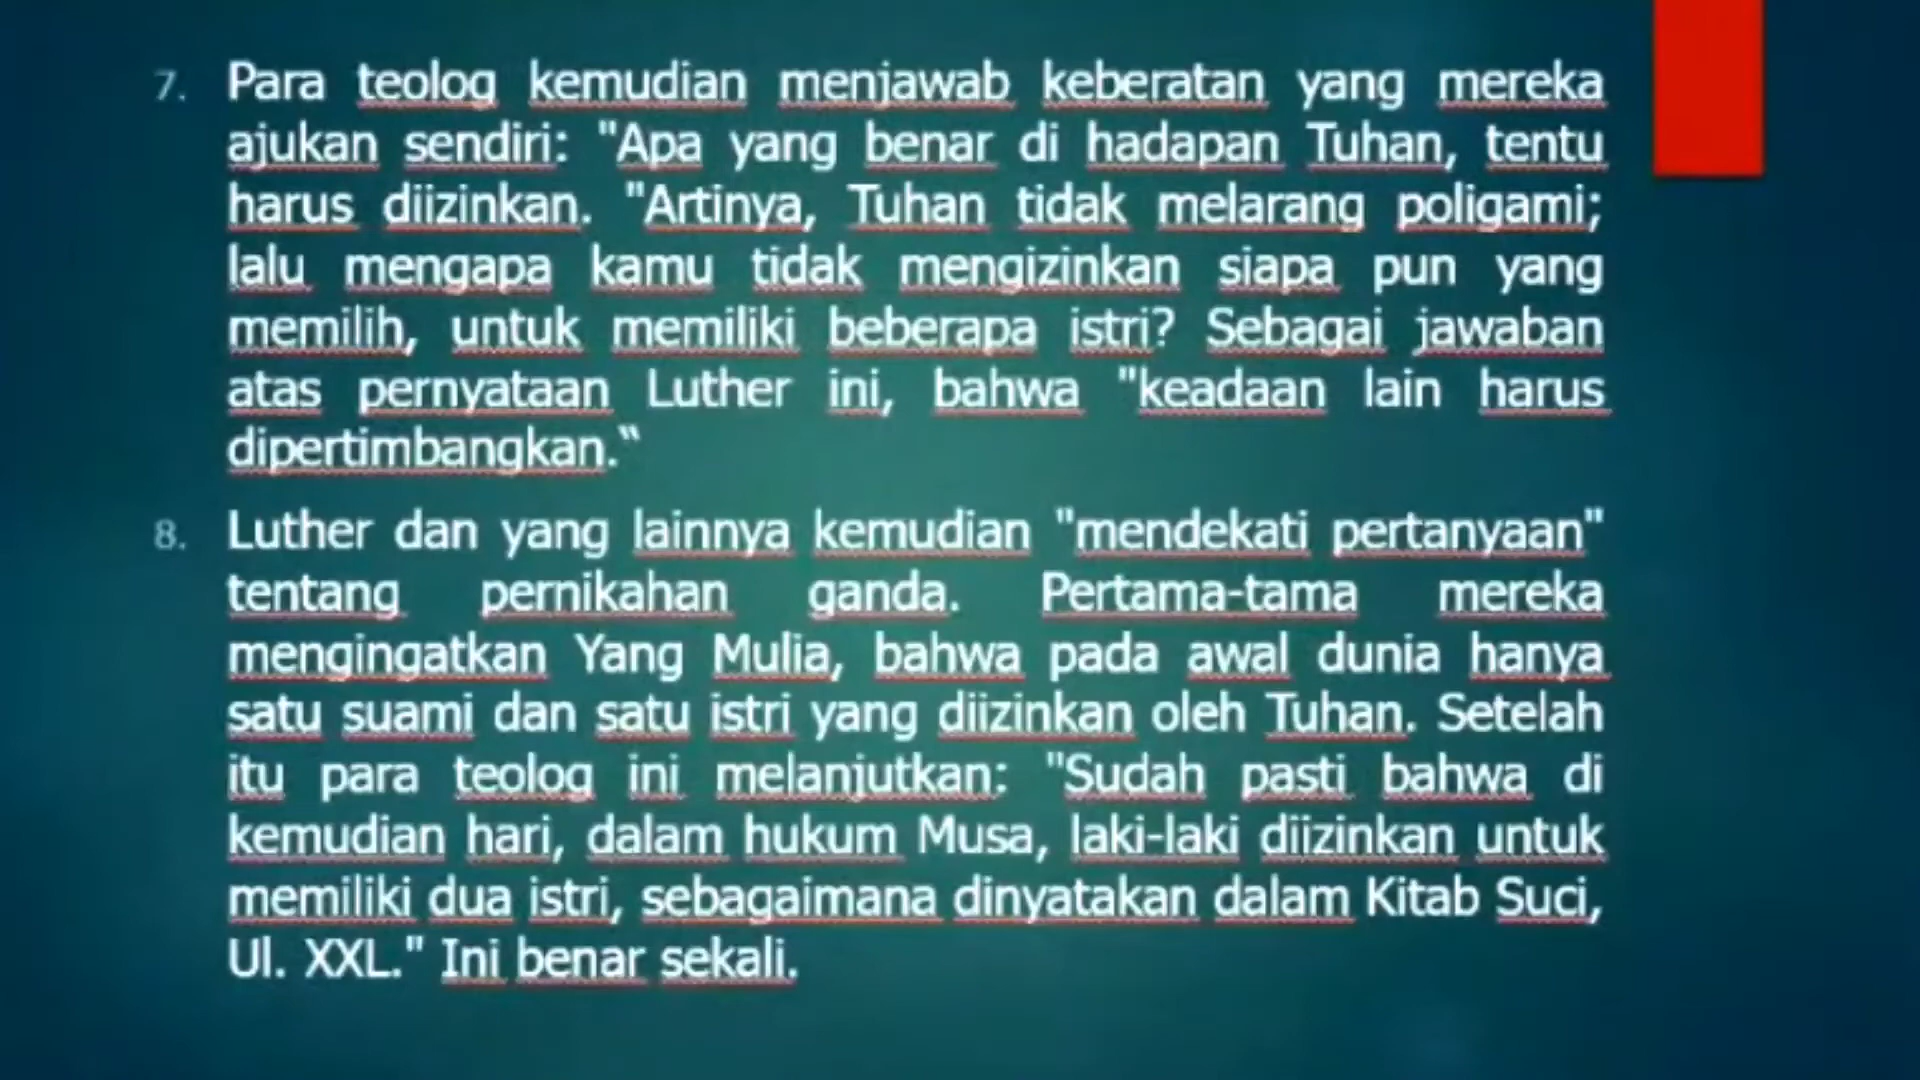 7. Para teolog kemudian menjawab keberatan yang mereka
ajukan sendiri: "Apa yang benar di hadapan Tuhan, tentu
harus diizinkan. "Artinya, Tuhan tidak melarang poligami;
lalu mengapa kamu tidak mengizinkan siapa pun yang
memilih, untuk memiliki beberapa istri? Sebagai jawaban
atas pernyataan Luther ini, bahwa "keadaan lain harus
dipertimbangkan."
8. Luther dan yang lainnya kemudian "mendekati pertanyaan"
tentang pernikahan ganda. Pertama-tama mereka
mengingatkan Yang Mulia, bahwa pada awal dunia hanya
satu suami dan satu istri yang diizinkan oleh Tuhan. Setelah
itu para teolog ini melanjutkan: "Sudah pasti bahwa di
kemudian hari, dalam hukum Musa, laki-laki diizinkan untuk
memiliki dua istri, sebagaimana dinyatakan dalam Kitab Suci,
Ul. XXL." Ini benar sekali.